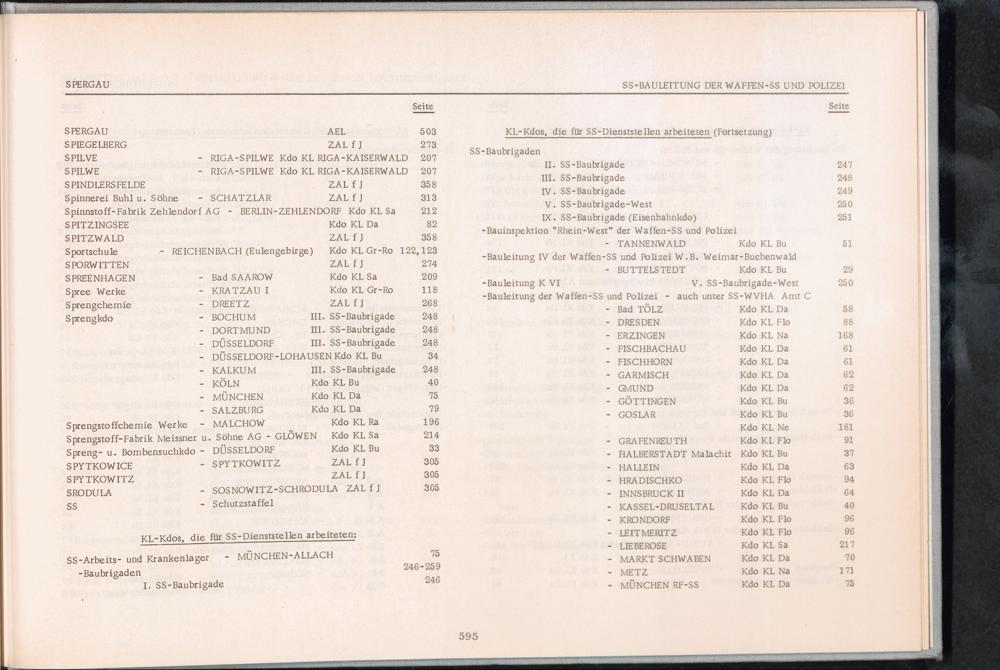 SPERGAU
SS-BAULEITUNG DER WAFFEN-SS UND POLIZEI
Seite
SPERGAU AEL 503
SPIEGELBERG ZAL f J 273
SPILVE - RIGA-SPILWE Kdo KL RIGA-KAISERWALD 207
SPILWE - RIGA-SPILWE Kdo KL RIGA-KAISERWALD 207
SPINDLERSFELDE ZAL f J 358
Spinnerei Buhl u. Söhne - SCHATZLAR ZAL f J 313
Spinnstoff-Fabrik Zehlendorf AG - BERLIN-ZEHLENDORF Kdo KL Sa 212
SPITZINGSEE Kdo KL Da 82
SPITZWALD ZAL f J 358
Sportschule - REICHENBACH (Eulengebirge) Kdo KL Gr-Ro 122,123
SPORWITTEN ZAL f J 274
SPREENHAGEN - Bad SAAROW Kdo KL Sa 209
Spree Werke - KRATZAU I Kdo KL Gr-Ro 118
Sprengchemie - DREETZ ZAL f J 268
Sprengkdo - BOCHUM III. SS-Baubrigade 248
- DORTMUND III. SS-Baubrigade 248
- DÜSSELDORF III. SS-Baubrigade 248
- DÜSSELDORF-LOHAUSEN Kdo KL Bu 34
- KALKUM III. SS-Baubrigade 248
- KÖLN Kdo KL Bu 40
- MÜNCHEN Kdo KL Da 75
- SALZBURG Kdo KL Da 79
Sprengstoffchemie Werke - MALCHOW Kdo KL Ra 196
Sprengstoff-Fabrik Meissner u. Söhne AG - GLÖWEN Kdo KL Sa 214
Spreng- u. Bombensuchkdo - DÜSSELDORF Kdo KL Bu 33
SPYTKOWICE - SPYTKOWITZ ZAL f J 305
SPYTKOWITZ ZAL f J 305
SRODULA - SOSNOWITZ-SCHRODULA ZAL f J 305
SS - Schutzstaffel
KL-Kdos, die für SS-Dienststellen arbeiteten:
SS-Arbeits- und Krankenlager - MÜNCHEN-ALLACH 75
-Baubrigaden 246-259
I. SS-Baubrigade 246
Seite
KL-Kdos, die für SS-Dienststellen arbeiteten (Fortsetzung)
SS-Baubrigaden
II. SS-Baubrigade 247
III. SS-Baubrigade 248
IV. SS-Baubrigade 249
V. SS-Baubrigade-West 250
IX. SS-Baubrigade (Eisenbahnkdo) 251
-Bauinspektion "Rhein-West" der Waffen-SS und Polizei
- TANNENWALD Kdo KL Bu 51
-Bauleitung IV der Waffen-SS und Polizei W.B. Weimar-Buchenwald
- BUTTELSTEDT Kdo KL Bu 29
-Bauleitung K VI V. SS-Baubrigade-West 250
-Bauleitung der Waffen-SS und Polizei - auch unter SS-WVHA Amt C
- Bad TÖLZ Kdo KL Da 58
- DRESDEN Kdo KL Flo 88
- ERZINGEN Kdo KL Na 168
- FISCHBACHAU Kdo KL Da 61
- FISCHHORN Kdo KL Da 61
- GARMISCH Kdo KL Da 62
- GMUND Kdo KL Da 62
- GÖTTINGEN Kdo KL Bu 36
- GOSLAR Kdo KL Bu 36
Kdo KL Ne 181
- GRAFENREUTH Kdo KL Flo 91
- HALBERSTADT Malachit Kdo KL Bu 37
- HALLEIN Kdo KL Da 63
- HRADISCHKO Kdo KL Flo 94
- INNSBRUCK II Kdo KL Da 64
- KASSEL-DRUSELTAL Kdo KL Bu 40
- KRONDORF Kdo KL Flo 96
- LEITMERITZ Kdo KL Flo 96
- LIEBEROSE Kdo KL Sa 217
- MARKT SCHWABEN Kdo KL Da 70
- METZ Kdo KL Na 171
- MÜNCHEN RF-SS Kdo KL Da 75
595